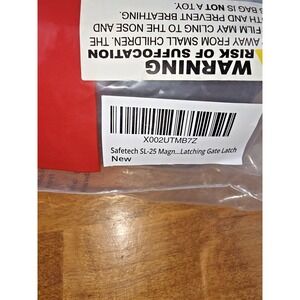 WARNING
RISK OF SUFFOCATION
AWAY FROM SMALL CHILDREN. THE
FILM MAY CLING TO THE NOSE AND
TH AND PREVENT BREATHING.
BAG IS NOT A TOY.
X002UTMB7Z
Safetech SL-25 Magn...Latching Gate Latch
New